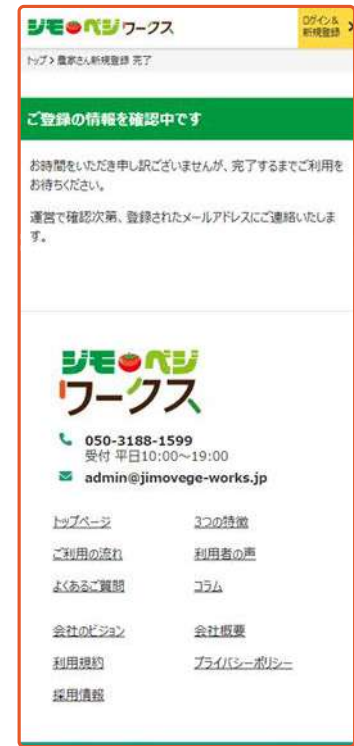 ジモベジワークス
ログイン&
新規登録
トップ > 農家さん新規登録 完了
ご登録の情報を確認中です
お時間をいただき申し訳ございませんが、完了するまでご利用を
お待ちください。
運営で確認次第、登録されたメールアドレスにご連絡いたしま
す。
ジモベジ
ワークス
050-3188-1599
受付 平日10:00～19:00
admin@jimovege-works.jp
トップページ 3つの特徴
ご利用の流れ 利用者の声
よくあるご質問 コラム
会社のビジョン 会社概要
利用規約 プライバシーポリシー
採用情報